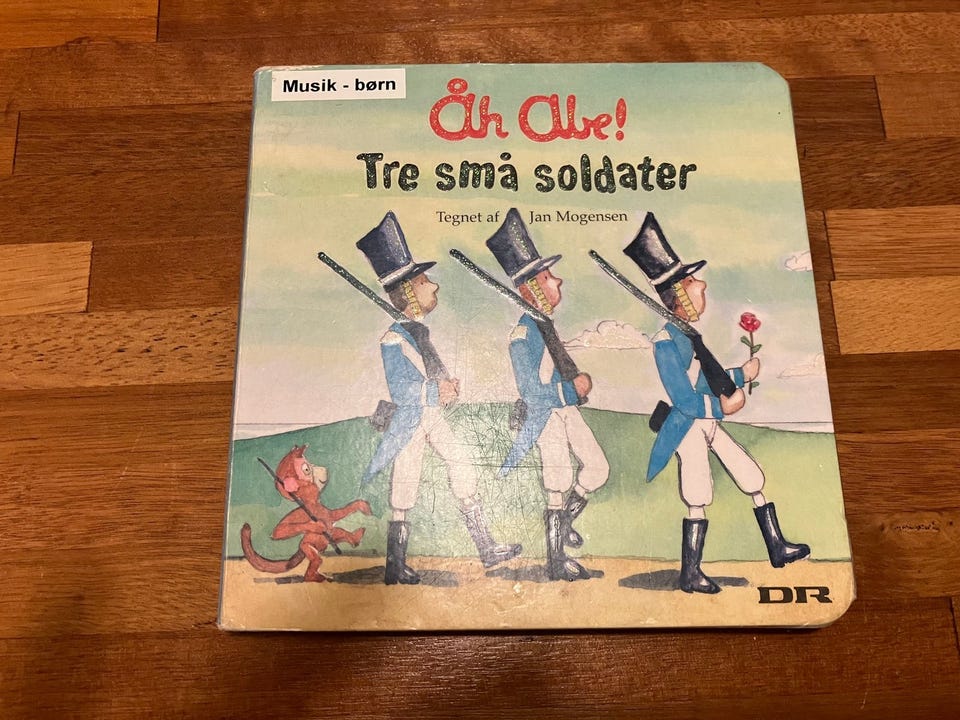 Musik - børn
Åh Abe!
Tre små soldater
Tegnet af Jan Mogensen
DR